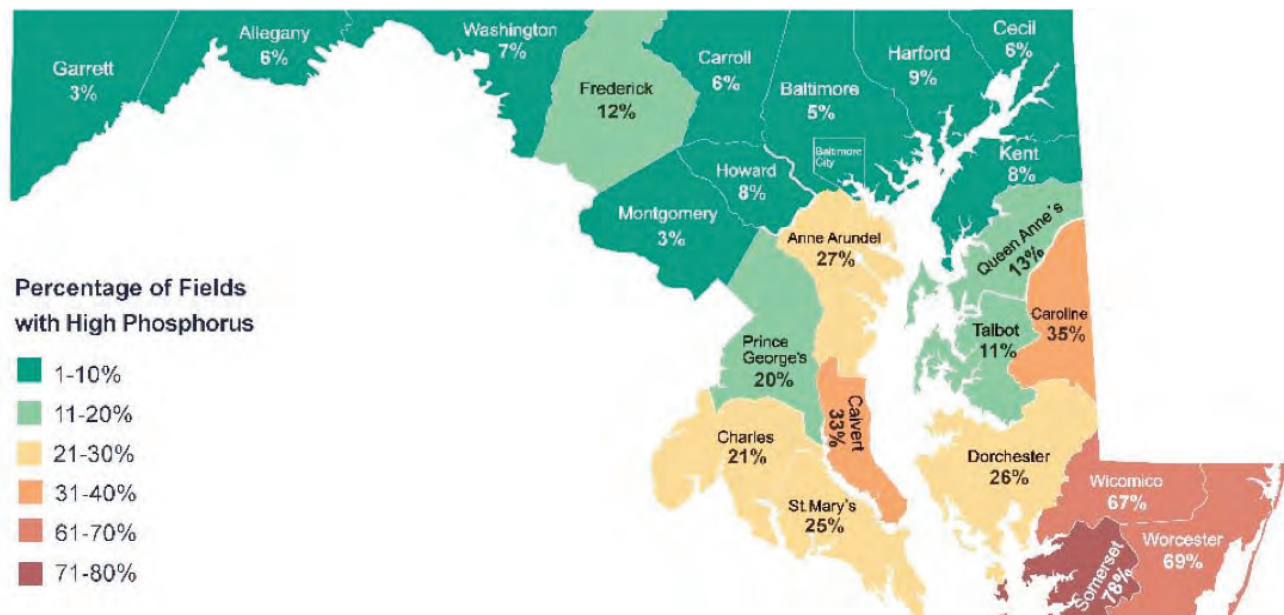 Garrett
3%
Allegany
6%
Washington
7%
Frederick
12%
Carroll
6%
Baltimore
5%
Baltimore
City
Harford
9%
Cecil
6%
Howard
8%
Montgomery
3%
Kent
8%
Anne Arundel
27%
Queen Anne's
13%
Caroline
35%
Talbot
11%
Prince
George's
20%
Calvert
33%
Charles
21%
St. Mary's
25%
Dorchester
26%
Wicomico
67%
Worcester
69%
Somerset
78%
Percentage of Fields
with High Phosphorus
1-10%
11-20%
21-30%
31-40%
61-70%
71-80%